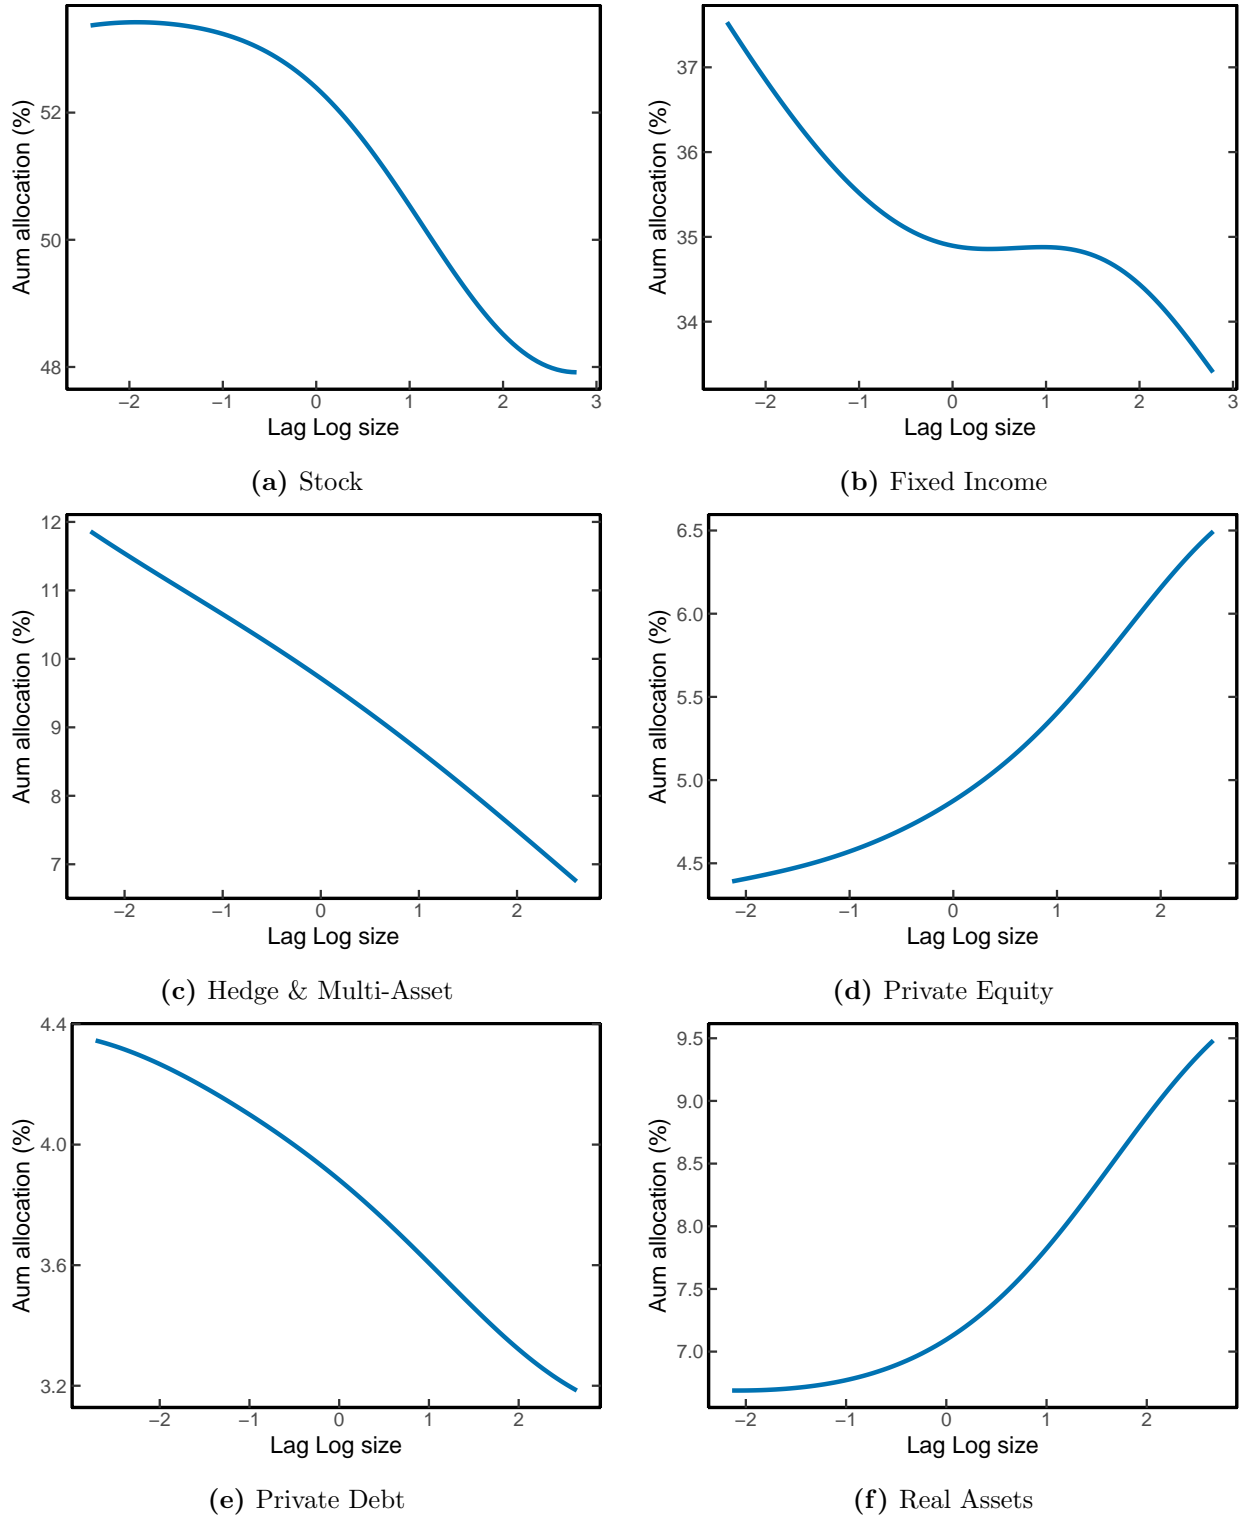 Aum allocation (%)
52
50
48
−2 −1 0 1 2 3
Lag Log size
(a) Stock
Aum allocation (%)
37
36
35
34
−2 −1 0 1 2 3
Lag Log size
(b) Fixed Income
Aum allocation (%)
12
11
10
9
8
7
−2 −1 0 1 2
Lag Log size
(c) Hedge & Multi-Asset
Aum allocation (%)
6.5
6.0
5.5
5.0
4.5
−2 −1 0 1 2
Lag Log size
(d) Private Equity
Aum allocation (%)
4.4
4.0
3.6
3.2
−2 −1 0 1 2
Lag Log size
(e) Private Debt
Aum allocation (%)
9.5
9.0
8.5
8.0
7.5
7.0
−2 −1 0 1 2
Lag Log size
(f) Real Assets